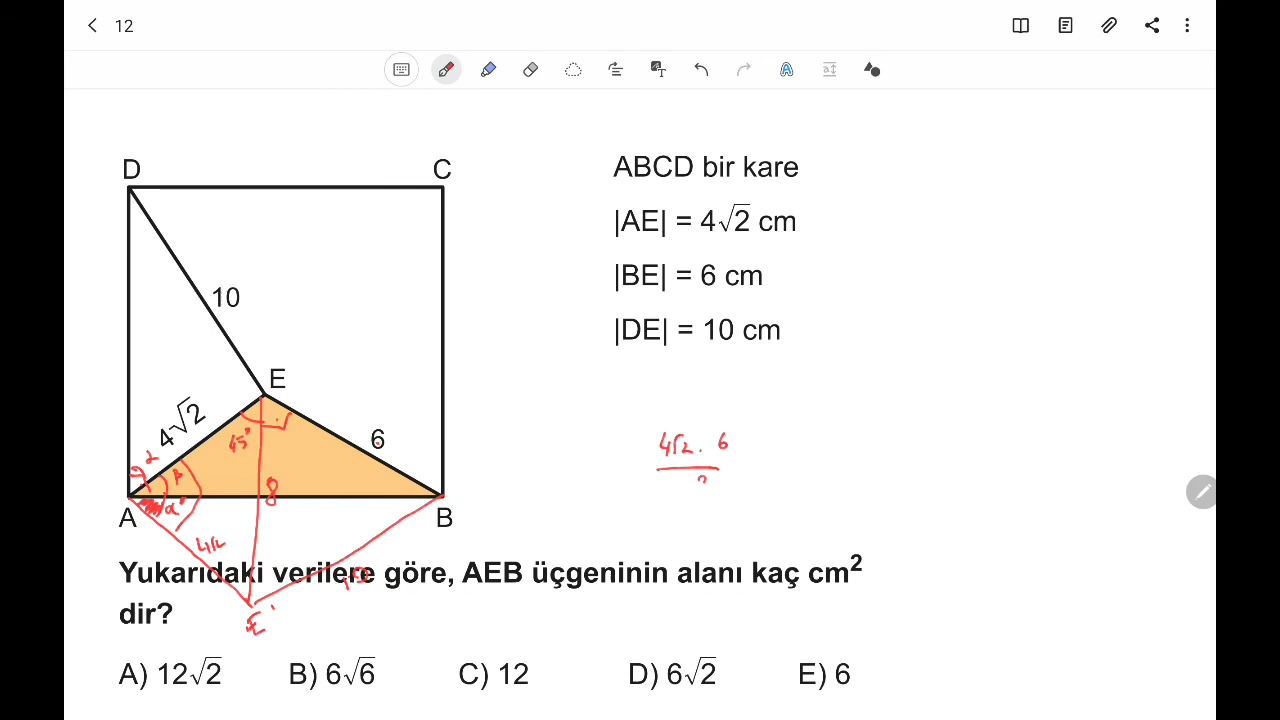 12
D
C
ABCD bir kare
|AE| = 4√2 cm
10
|BE| = 6 cm
|DE| = 10 cm
E
4√2
6
45°
4√2 . 6
2
α
β
α
8
A
B
4√2
Yukarıdaki verilere göre, AEB üçgeninin alanı kaç cm²
10
dir?
E'
A) 12√2 B) 6√6 C) 12 D) 6√2 E) 6